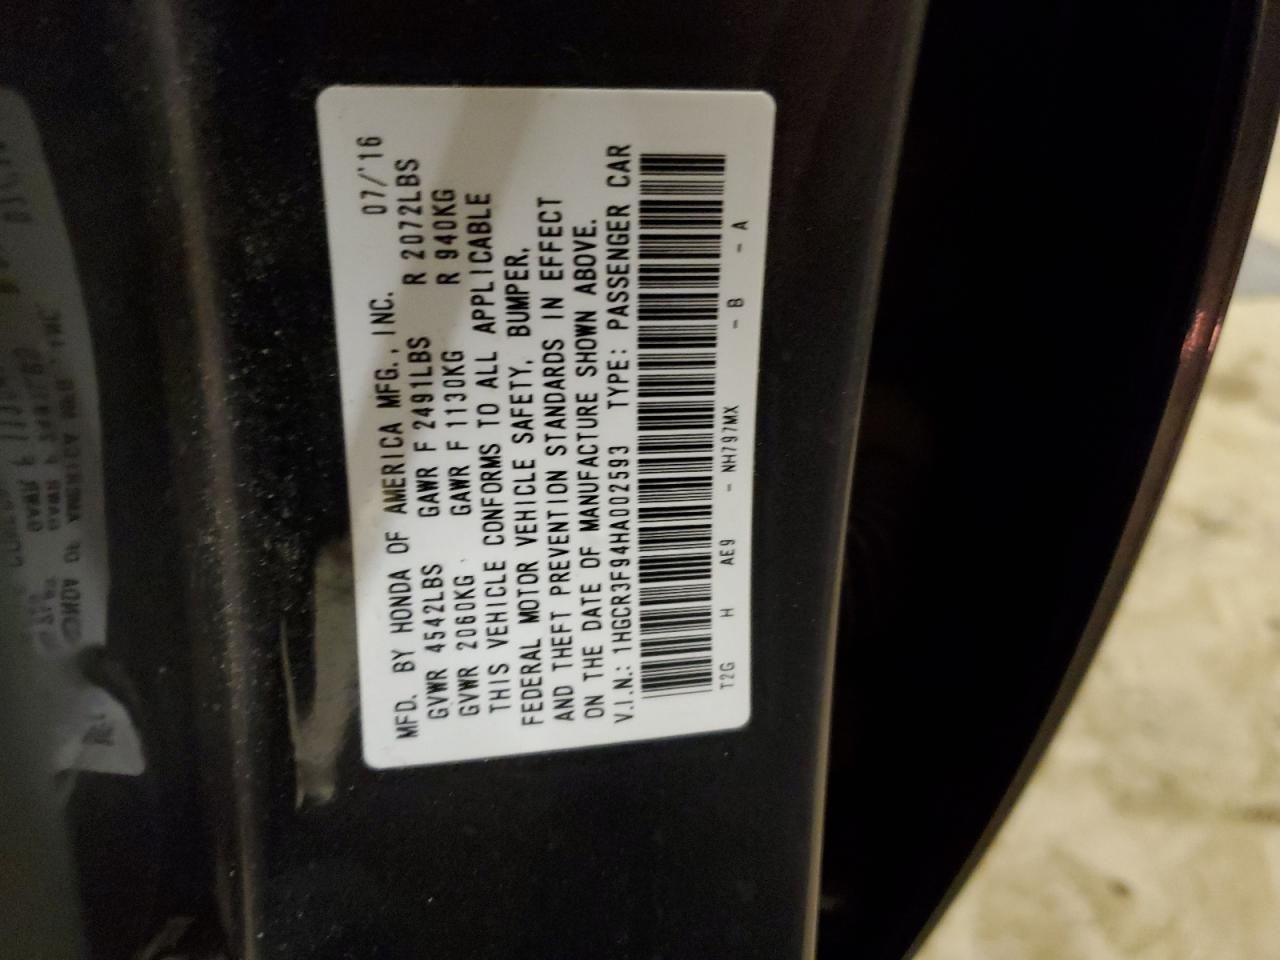 MFD. BY HONDA OF AMERICA MFG., INC. 07/'16
GVWR 4542LBS GAWR F 2491LBS R 2072LBS
GVWR 2060KG GAWR F 1130KG R 940KG
THIS VEHICLE CONFORMS TO ALL APPLICABLE
FEDERAL MOTOR VEHICLE SAFETY, BUMPER,
AND THEFT PREVENTION STANDARDS IN EFFECT
ON THE DATE OF MANUFACTURE SHOWN ABOVE.
V.I.N.: 1HGCR3F94HA002593 TYPE: PASSENGER CAR
T2G H AE9 - NH797MX - B - A